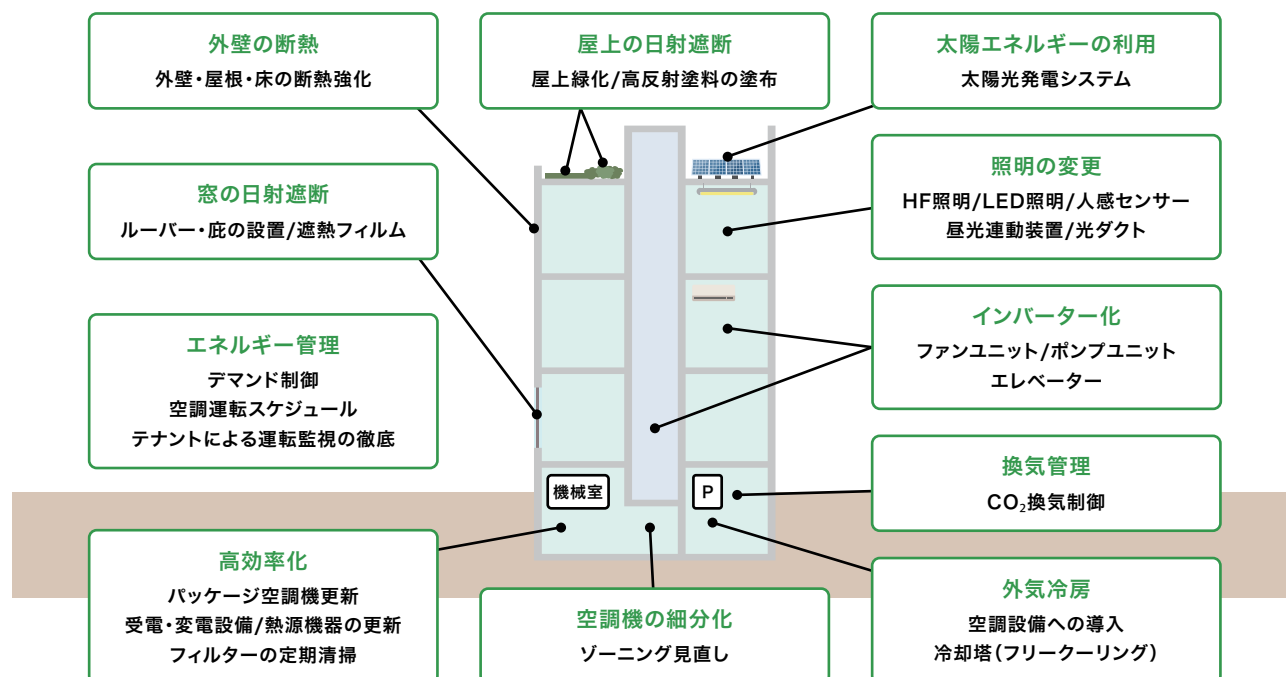 外壁の断熱
外壁・屋根・床の断熱強化
屋上の日射遮断
屋上緑化/高反射塗料の塗布
太陽エネルギーの利用
太陽光発電システム
窓の日射遮断
ルーバー・庇の設置/遮熱フィルム
照明の変更
HF照明/LED照明/人感センサー
昼光連動装置/光ダクト
エネルギー管理
デマンド制御
空調運転スケジュール
テナントによる運転監視の徹底
インバーター化
ファンユニット/ポンプユニット
エレベーター
換気管理
CO₂換気制御
機械室
P
高効率化
パッケージ空調機更新
受電・変電設備/熱源機器の更新
フィルターの定期清掃
空調機の細分化
ゾーニング見直し
外気冷房
空調設備への導入
冷却塔(フリークーリング)